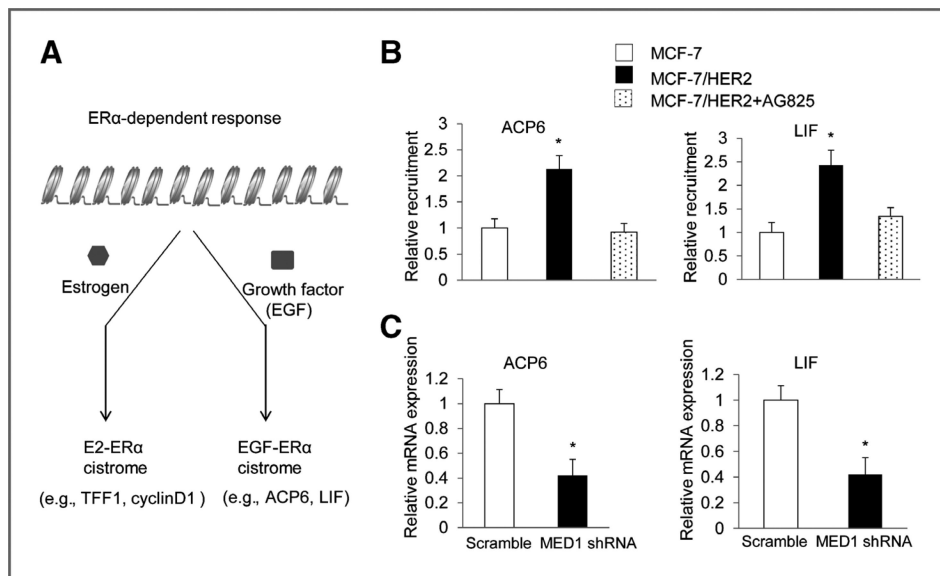 A
ERα-dependent response
Estrogen
Growth factor
(EGF)
E2-ERα
cistrome
(e.g., TFF1, cyclinD1 )
EGF-ERα
cistrome
(e.g., ACP6, LIF)
B
MCF-7
MCF-7/HER2
MCF-7/HER2+AG825
ACP6
Relative recruitment
3
2.5
2
1.5
1
0.5
0
*
LIF
Relative recruitment
3
2.5
2
1.5
1
0.5
0
*
C
ACP6
Relative mRNA expression
1.2
1
0.8
0.6
0.4
0.2
0
*
Scramble MED1 shRNA
LIF
Relative mRNA expression
1.2
1
0.8
0.6
0.4
0.2
0
*
Scramble MED1 shRNA